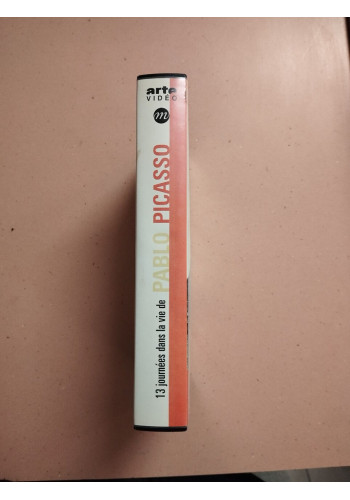 arte
VIDEO
m
13 journées dans la vie de PABLO PICASSO